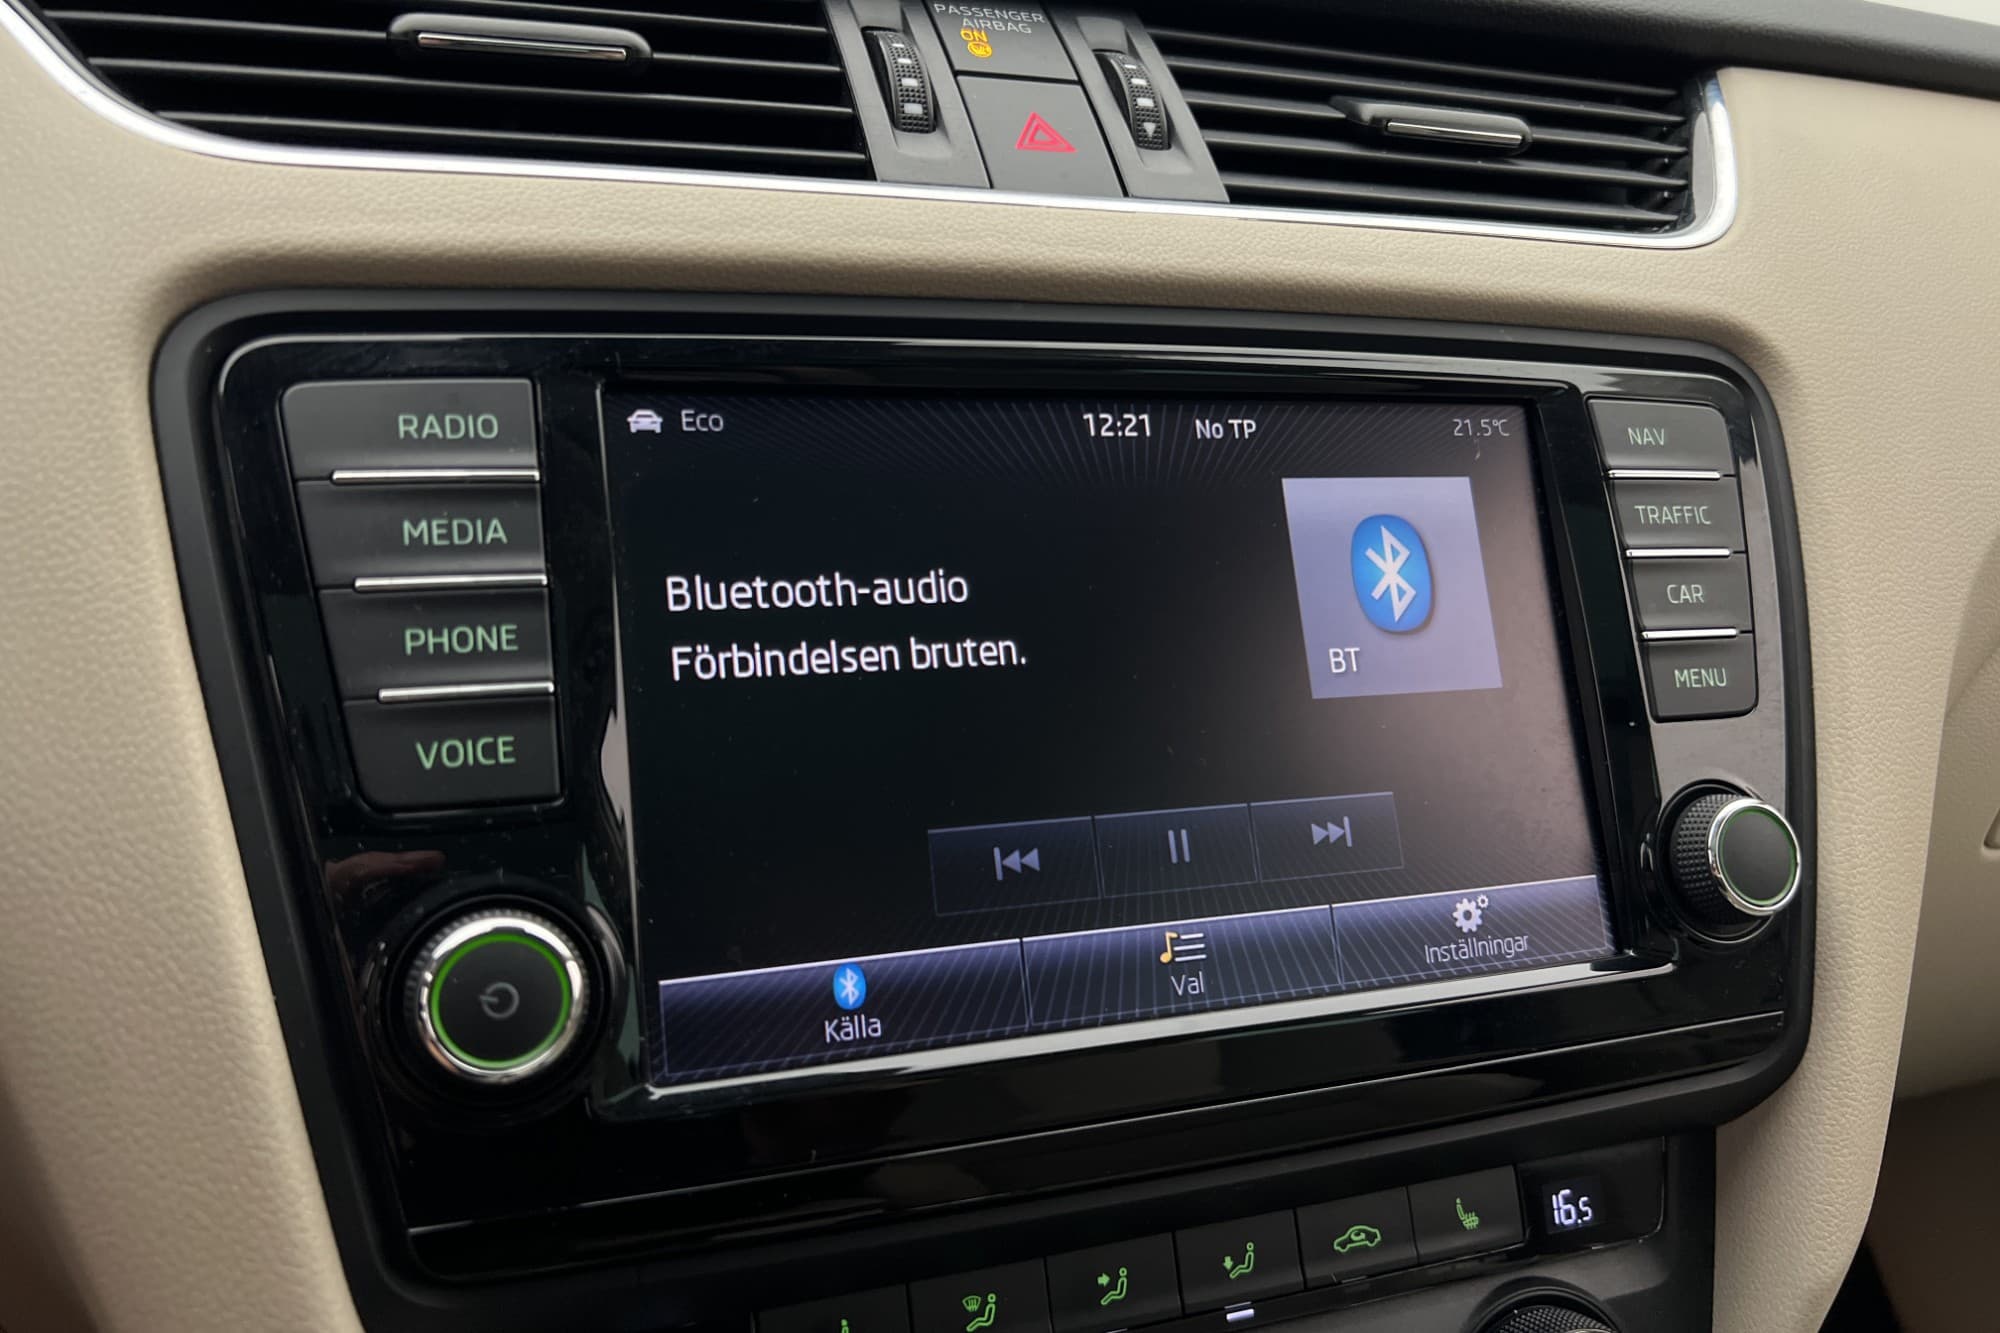 PASSENGER
AIRBAG
ON
RADIO
MEDIA
PHONE
VOICE
Eco
12:21
No TP
21.5°C
Bluetooth-audio
Förbindelsen bruten.
BT
Källa
Val
Inställningar
NAV
TRAFFIC
CAR
MENU
16.5